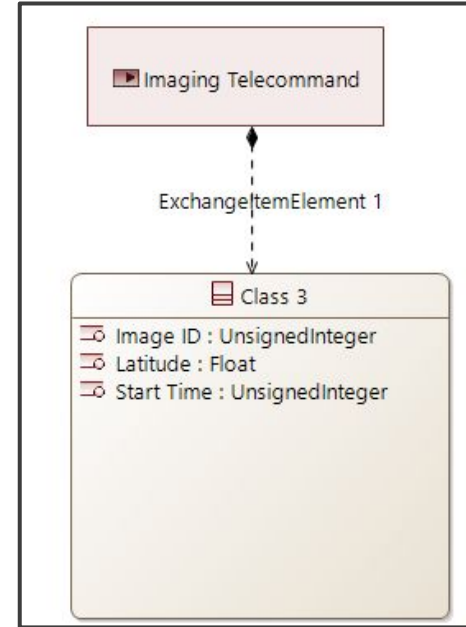 Imaging Telecommand
ExchangeItemElement 1
Class 3
Image ID : UnsignedInteger
Latitude : Float
Start Time : UnsignedInteger